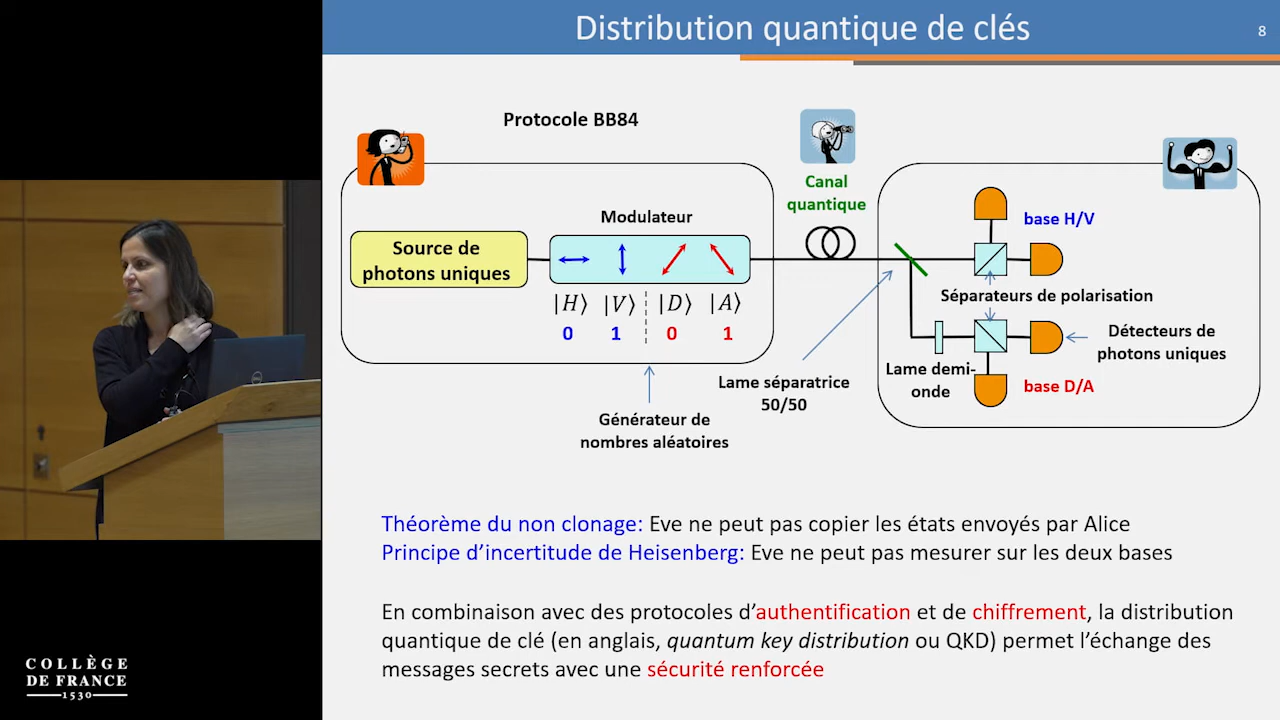 Distribution quantique de clés
8
Protocole BB84
Canal
quantique
Modulateur
Source de
photons uniques
|H⟩ |V⟩ |D⟩ |A⟩
0 1 0 1
Générateur de
nombres aléatoires
Lame séparatrice
50/50
base H/V
Séparateurs de polarisation
Détecteurs de
photons uniques
Lame demi-
onde
base D/A
Théorème du non clonage: Eve ne peut pas copier les états envoyés par Alice
Principe d’incertitude de Heisenberg: Eve ne peut pas mesurer sur les deux bases
En combinaison avec des protocoles d’authentification et de chiffrement, la distribution
quantique de clé (en anglais, quantum key distribution ou QKD) permet l’échange des
messages secrets avec une sécurité renforcée
COLLÈGE
DE FRANCE
1530